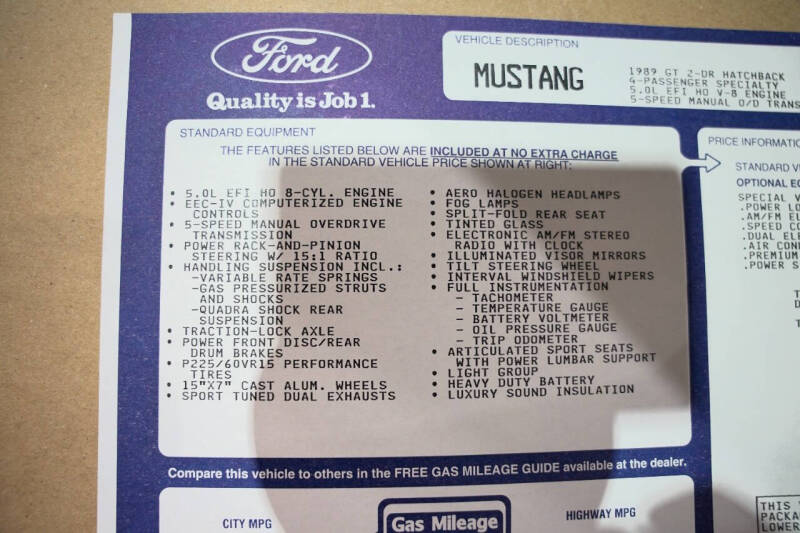 Ford
Quality is Job 1.
VEHICLE DESCRIPTION
MUSTANG
1989 GT 2-DR HATCHBACK
4-PASSENGER SPECIALTY
5.0L EFI HO V-8 ENGINE
5-SPEED MANUAL O/D TRANS
STANDARD EQUIPMENT
THE FEATURES LISTED BELOW ARE INCLUDED AT NO EXTRA CHARGE
IN THE STANDARD VEHICLE PRICE SHOWN AT RIGHT:
• 5.0L EFI HO 8-CYL. ENGINE
• EEC-IV COMPUTERIZED ENGINE
CONTROLS
• 5-SPEED MANUAL OVERDRIVE
TRANSMISSION
• POWER RACK-AND-PINION
STEERING W/ 15:1 RATIO
• HANDLING SUSPENSION INCL.:
-VARIABLE RATE SPRINGS
-GAS PRESSURIZED STRUTS
AND SHOCKS
-QUADRA SHOCK REAR
SUSPENSION
• TRACTION-LOCK AXLE
• POWER FRONT DISC/REAR
DRUM BRAKES
• P225/60VR15 PERFORMANCE
TIRES
• 15"X7" CAST ALUM. WHEELS
• SPORT TUNED DUAL EXHAUSTS
• AERO HALOGEN HEADLAMPS
• FOG LAMPS
• SPLIT-FOLD REAR SEAT
• TINTED GLASS
• ELECTRONIC AM/FM STEREO
RADIO WITH CLOCK
• ILLUMINATED VISOR MIRRORS
• TILT STEERING WHEEL
• INTERVAL WINDSHIELD WIPERS
• FULL INSTRUMENTATION
- TACHOMETER
- TEMPERATURE GAUGE
- BATTERY VOLTMETER
- OIL PRESSURE GAUGE
- TRIP ODOMETER
• ARTICULATED SPORT SEATS
WITH POWER LUMBAR SUPPORT
• LIGHT GROUP
• HEAVY DUTY BATTERY
• LUXURY SOUND INSULATION
PRICE INFORMATIO
STANDARD V
OPTIONAL EQ
SPECIAL V
.POWER LO
.AM/FM EL
.SPEED CO
.DUAL ELE
.AIR CON
.PREMIUM
.POWER S
Compare this vehicle to others in the FREE GAS MILEAGE GUIDE available at the dealer.
CITY MPG
Gas Mileage
HIGHWAY MPG
THIS
PACKA
LOWER